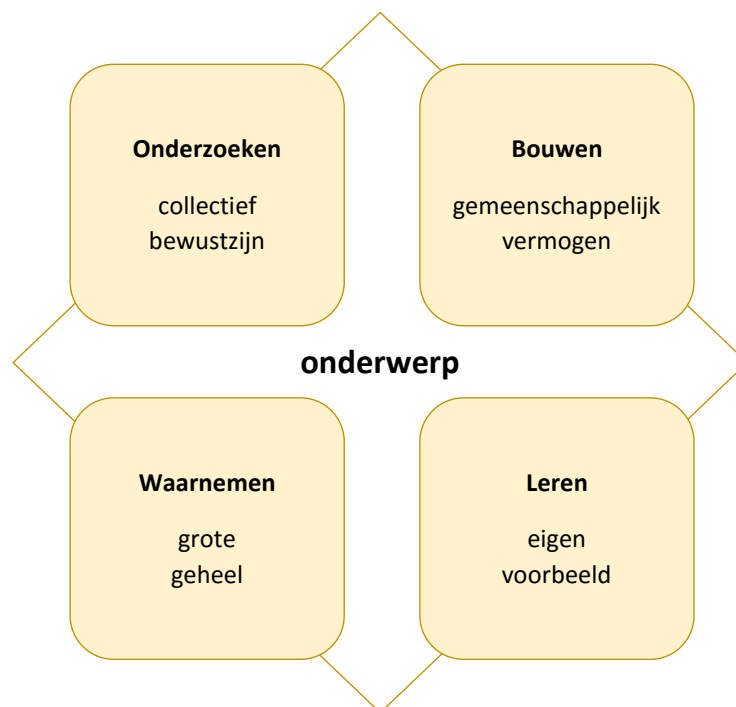 Onderzoeken
collectief
bewustzijn
Bouwen
gemeenschappelijk
vermogen
onderwerp
Waarnemen
grote
geheel
Leren
eigen
voorbeeld